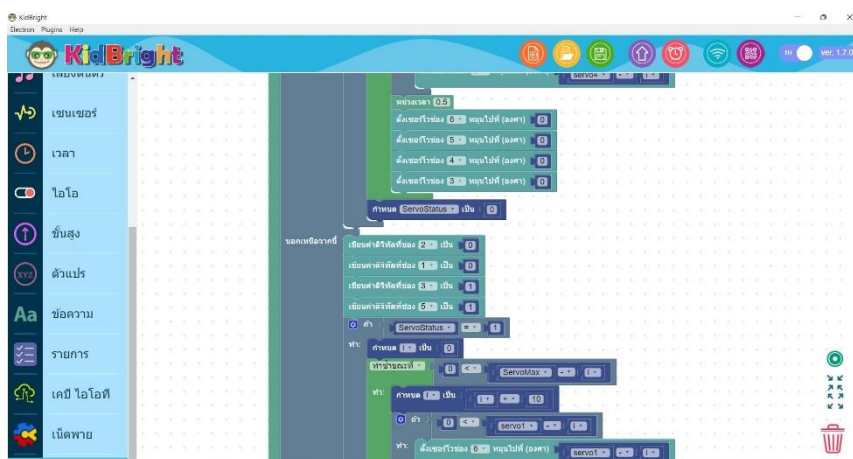 KidBright
Electron Plugins Help
KidBright
TH
ver. 1.7.0
เสียงดนตรี
เซนเซอร์
เวลา
ไอโอ
ขั้นสูง
ตัวแปร
ข้อความ
รายการ
เคบี ไอโอที
เน็ตพาย
servo4 - i
หน่วงเวลา 0.5
ตั้งเซอร์โวช่อง 6 หมุนไปที่ (องศา) 0
ตั้งเซอร์โวช่อง 5 หมุนไปที่ (องศา) 0
ตั้งเซอร์โวช่อง 4 หมุนไปที่ (องศา) 0
ตั้งเซอร์โวช่อง 3 หมุนไปที่ (องศา) 0
กำหนด ServoStatus เป็น 0
นอกเหนือจากนี้
เขียนค่าดิจิทัลที่ช่อง 2 เป็น 0
เขียนค่าดิจิทัลที่ช่อง 1 เป็น 0
เขียนค่าดิจิทัลที่ช่อง 3 เป็น 1
เขียนค่าดิจิทัลที่ช่อง 5 เป็น 1
ถ้า ServoStatus = 1
ทำ: กำหนด i เป็น 0
ทำซ้ำขณะที่ 0 < ServoMax - i
ทำ: กำหนด i เป็น i + 10
ถ้า 0 < servo1 - i
ทำ: ตั้งเซอร์โวช่อง 6 หมุนไปที่ (องศา) servo1 - i